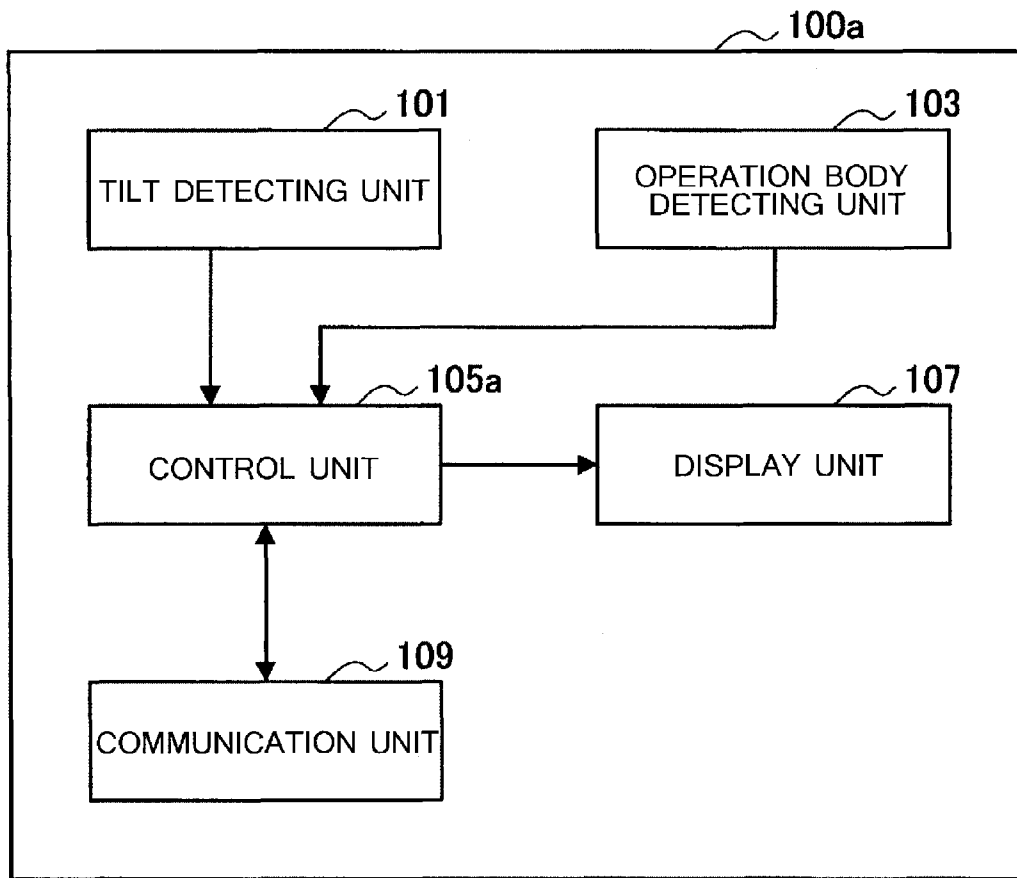 100a
101
103
TILT DETECTING UNIT
OPERATION BODY
DETECTING UNIT
105a
107
CONTROL UNIT
DISPLAY UNIT
109
COMMUNICATION UNIT